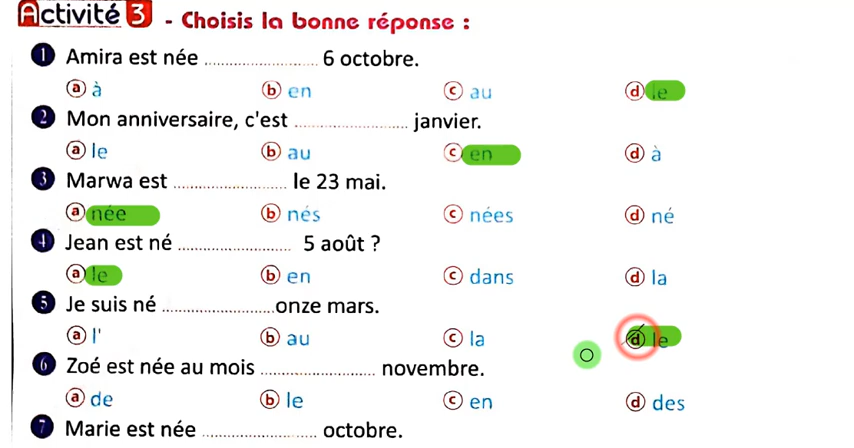 Activité 3 - Choisis la bonne réponse :
1 Amira est née ........................ 6 octobre.
a à b en c au d le
2 Mon anniversaire, c'est ........................ janvier.
a le b au c en d à
3 Marwa est ........................ le 23 mai.
a née b nés c nées d né
4 Jean est né ........................ 5 août ?
a le b en c dans d la
5 Je suis né ........................onze mars.
a l' b au c la d le
6 Zoé est née au mois ........................ novembre.
a de b le c en d des
7 Marie est née ........................ octobre.